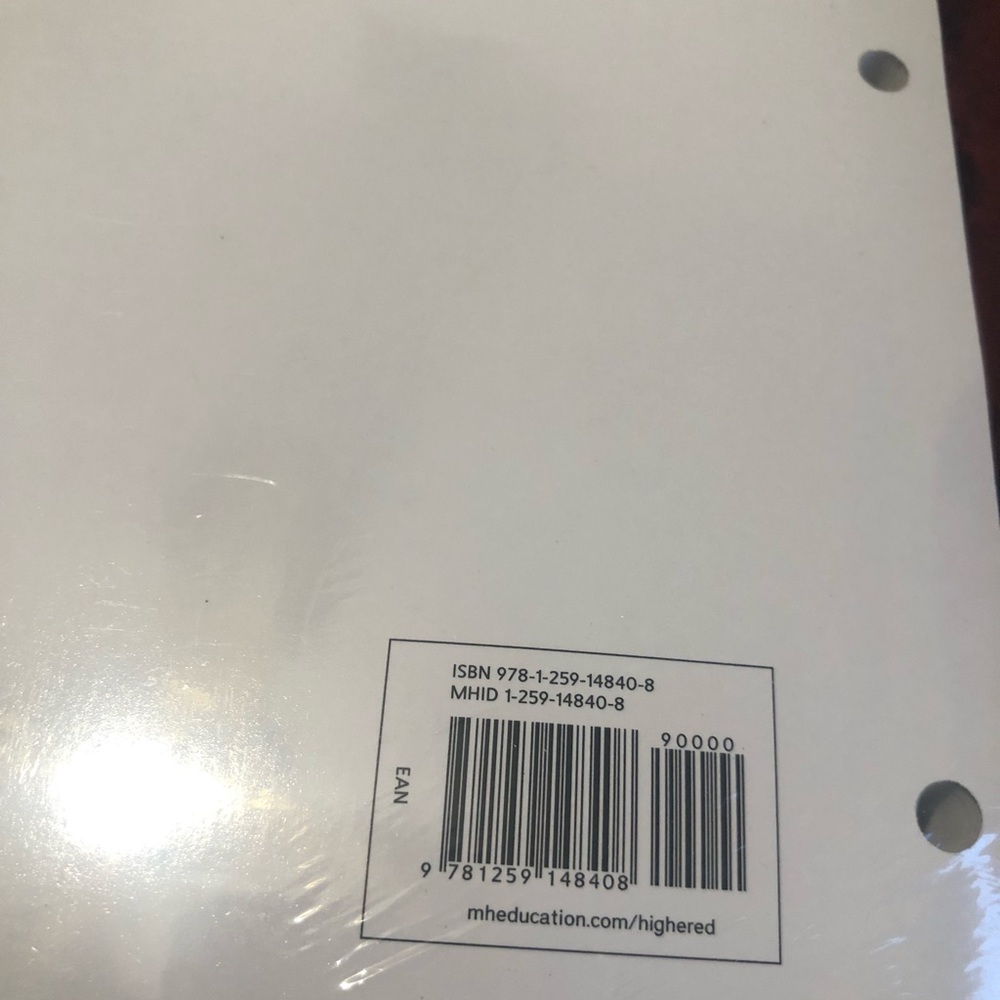 ISBN 978-1-259-14840-8
MHID 1-259-14840-8
90000
EAN
9 781259 148408
mheducation.com/highered